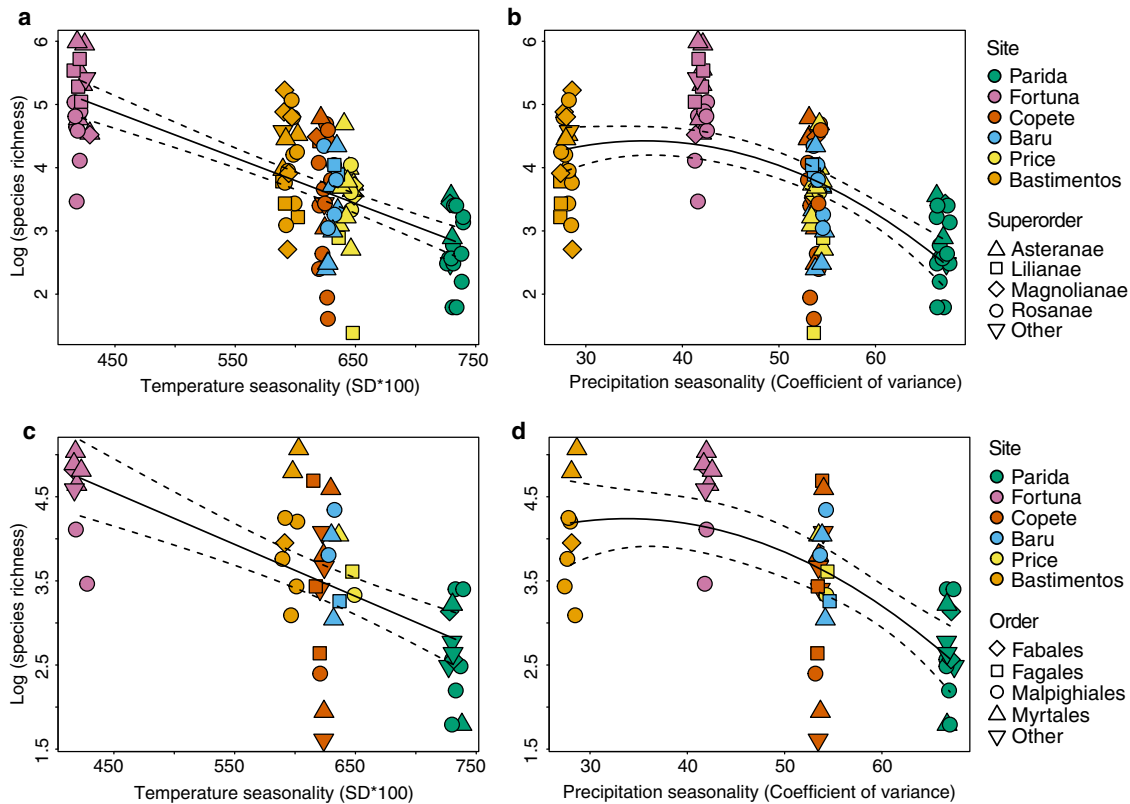 a
b
Log (species richness)
6
5
4
3
2
450
550
650
750
Temperature seasonality (SD*100)
6
5
4
3
2
30
40
50
60
Precipitation seasonality (Coefficient of variance)
Site
Parida
Fortuna
Copete
Baru
Price
Bastimentos
Superorder
Asteranae
Lilianae
Magnolianae
Rosanae
Other
c
d
Log (species richness)
4.5
3.5
2.5
1.5
450
550
650
750
Temperature seasonality (SD*100)
4.5
3.5
2.5
1.5
30
40
50
60
Precipitation seasonality (Coefficient of variance)
Site
Parida
Fortuna
Copete
Baru
Price
Bastimentos
Order
Fabales
Fagales
Malpighiales
Myrtales
Other